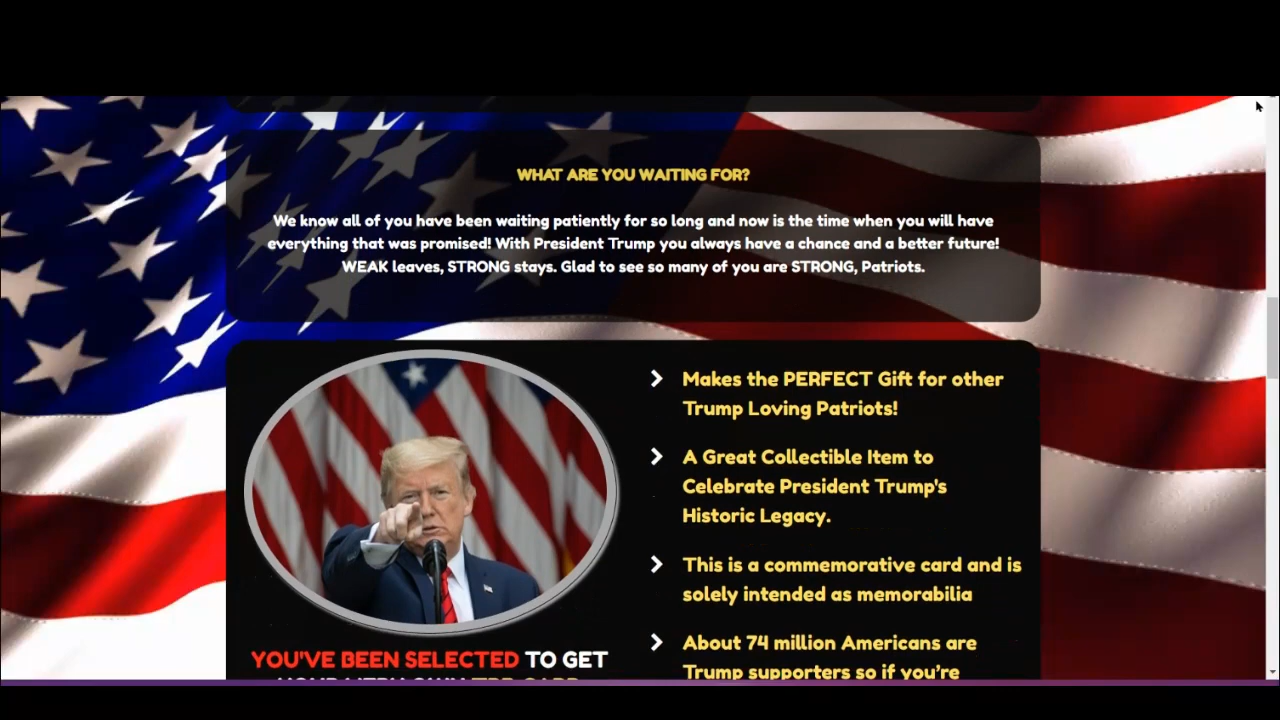 WHAT ARE YOU WAITING FOR?
We know all of you have been waiting patiently for so long and now is the time when you will have
everything that was promised! With President Trump you always have a chance and a better future!
WEAK leaves, STRONG stays. Glad to see so many of you are STRONG, Patriots.
Makes the PERFECT Gift for other
Trump Loving Patriots!
A Great Collectible Item to
Celebrate President Trump's
Historic Legacy.
This is a commemorative card and is
solely intended as memorabilia
About 74 million Americans are
Trump supporters so if you're
YOU'VE BEEN SELECTED TO GET